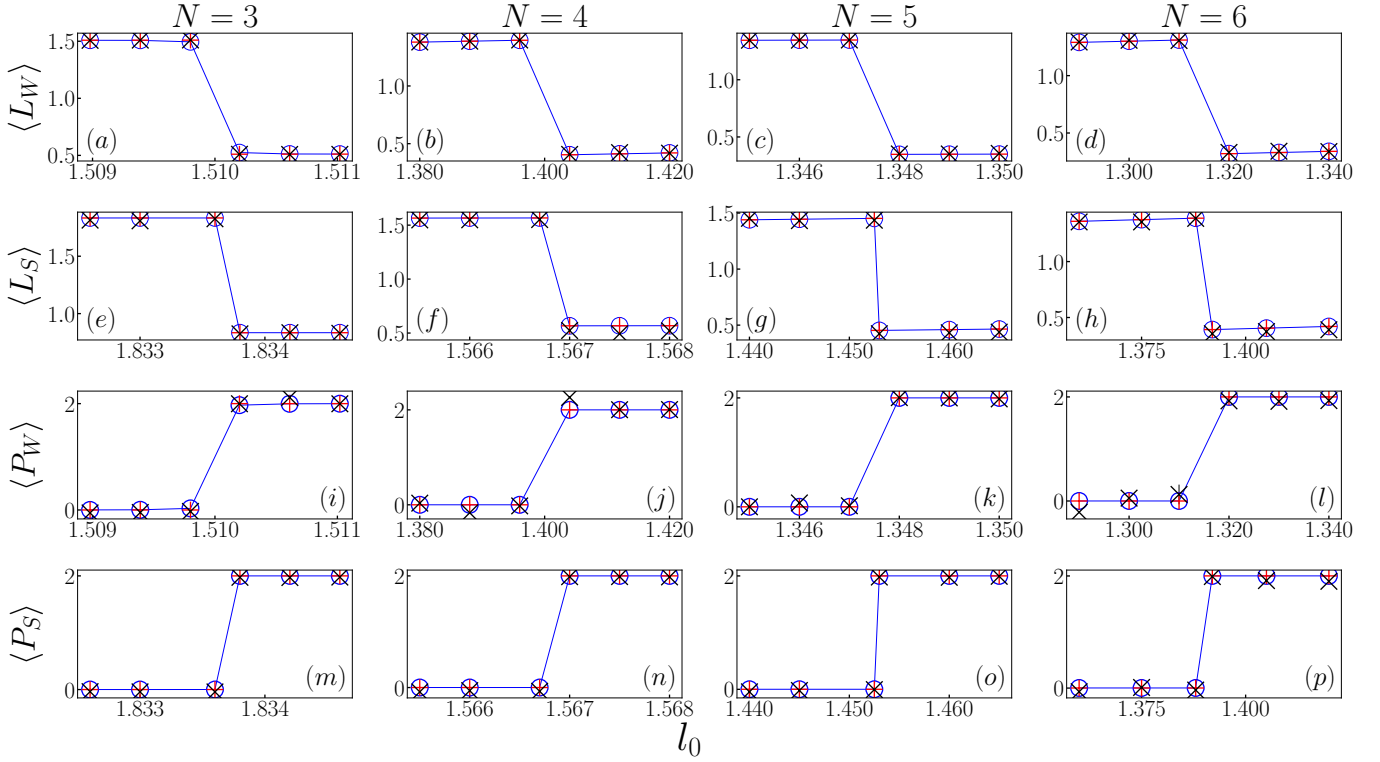 N = 3 N = 4 N = 5 N = 6
⟨L_W⟩
1.5
1.0
0.5
(a)
1.509 1.510 1.511
1.0
0.5
(b)
1.380 1.400 1.420
1.0
0.5
(c)
1.346 1.348 1.350
1.0
0.5
(d)
1.300 1.320 1.340
⟨L_S⟩
1.5
1.0
(e)
1.833 1.834
1.5
1.0
0.5
(f)
1.566 1.567 1.568
1.5
1.0
0.5
(g)
1.440 1.450 1.460
1.0
0.5
(h)
1.375 1.400
⟨P_W⟩
2
0
(i)
1.509 1.510 1.511
2
0
(j)
1.380 1.400 1.420
2
0
(k)
1.346 1.348 1.350
2
0
(l)
1.300 1.320 1.340
⟨P_S⟩
2
0
(m)
1.833 1.834
2
0
(n)
1.566 1.567 1.568
2
0
(o)
1.440 1.450 1.460
2
0
(p)
1.375 1.400
l_0